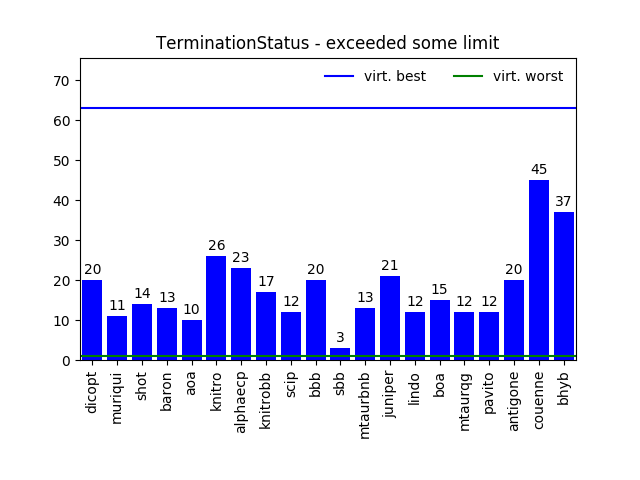 TerminationStatus - exceeded some limit
virt. best virt. worst
70
60
50
40
30
20
10
0
20 11 14 13 10 26 23 17 12 20 3 13 21 12 15 12 12 20 45 37
dicopt
muriqui
shot
baron
aoa
knitro
alphaecp
knitrobb
scip
bbb
sbb
mtaurbnb
juniper
lindo
boa
mtaurqg
pavito
antigone
couenne
bhyb